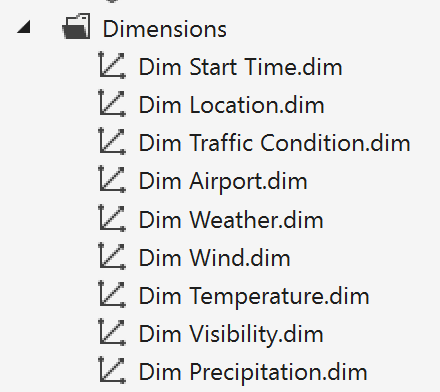 Dimensions
Dim Start Time.dim
Dim Location.dim
Dim Traffic Condition.dim
Dim Airport.dim
Dim Weather.dim
Dim Wind.dim
Dim Temperature.dim
Dim Visibility.dim
Dim Precipitation.dim